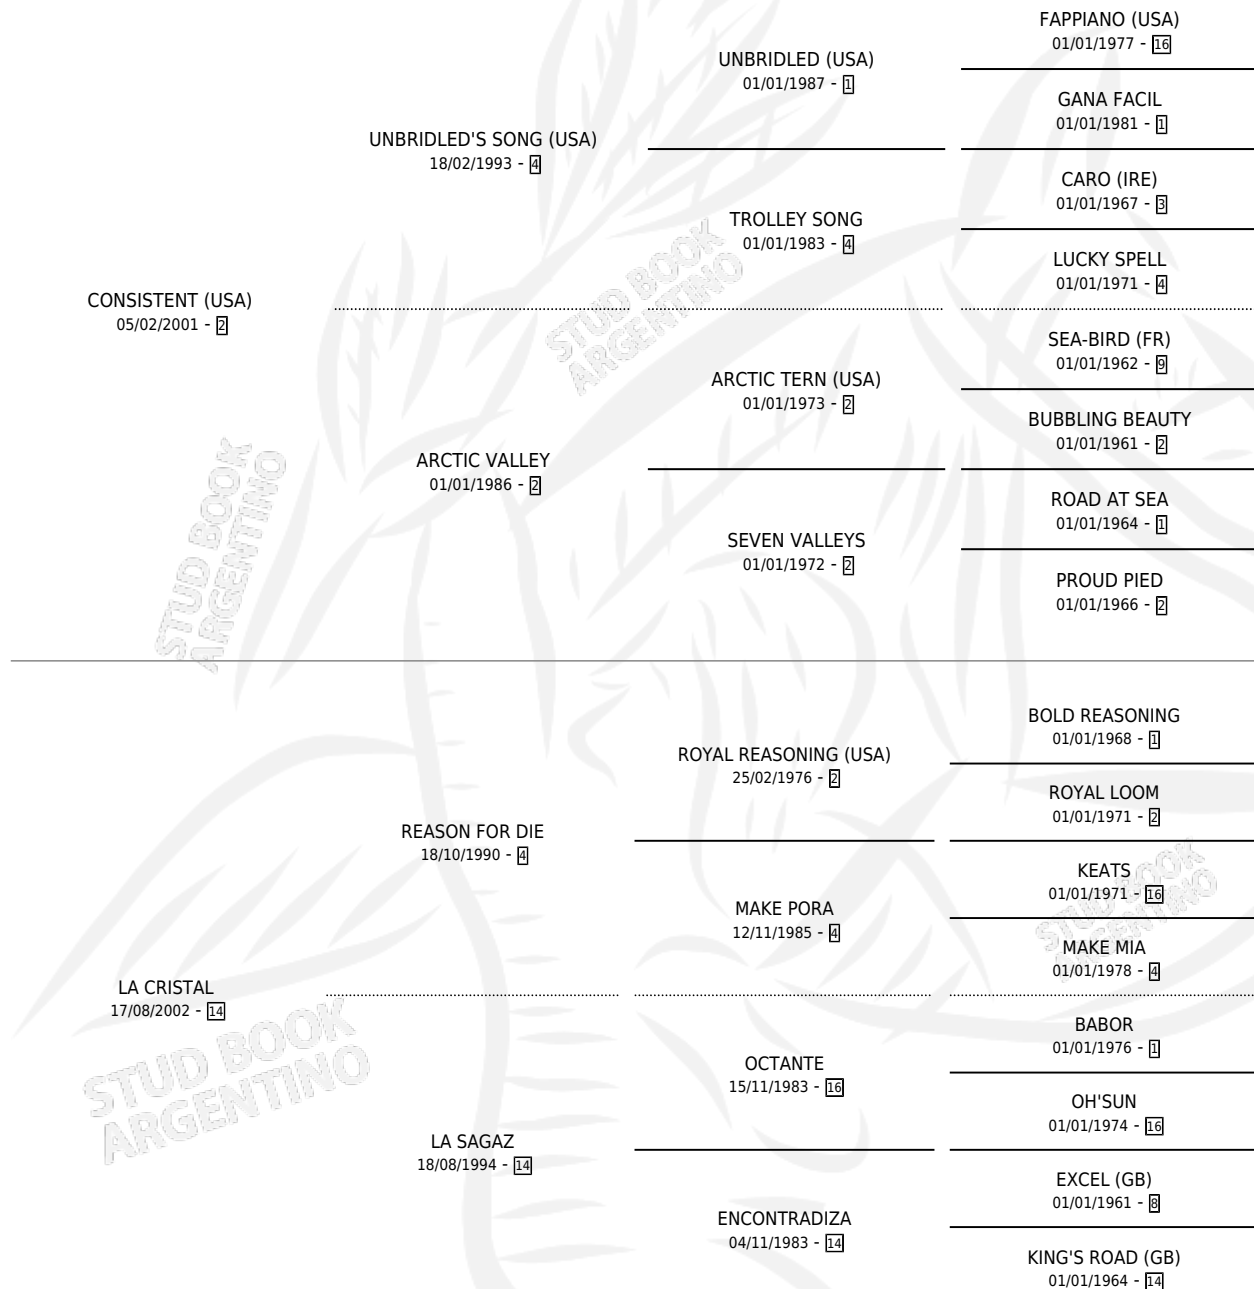 FAPPIANO (USA)
01/01/1977 - 16
UNBRIDLED (USA)
01/01/1987 - 1
GANA FACIL
01/01/1981 - 1
UNBRIDLED'S SONG (USA)
18/02/1993 - 4
CARO (IRE)
01/01/1967 - 3
TROLLEY SONG
01/01/1983 - 4
LUCKY SPELL
01/01/1971 - 4
CONSISTENT (USA)
05/02/2001 - 2
SEA-BIRD (FR)
01/01/1962 - 9
ARCTIC TERN (USA)
01/01/1973 - 2
BUBBLING BEAUTY
01/01/1961 - 2
ARCTIC VALLEY
01/01/1986 - 2
ROAD AT SEA
01/01/1964 - 1
SEVEN VALLEYS
01/01/1972 - 2
PROUD PIED
01/01/1966 - 2
BOLD REASONING
01/01/1968 - 1
ROYAL REASONING (USA)
25/02/1976 - 2
ROYAL LOOM
01/01/1971 - 2
REASON FOR DIE
18/10/1990 - 4
KEATS
01/01/1971 - 16
MAKE PORA
12/11/1985 - 4
MAKE MIA
01/01/1978 - 4
LA CRISTAL
17/08/2002 - 14
BABOR
01/01/1976 - 1
OCTANTE
15/11/1983 - 16
OH'SUN
01/01/1974 - 16
LA SAGAZ
18/08/1994 - 14
EXCEL (GB)
01/01/1961 - 8
ENCONTRADIZA
04/11/1983 - 14
KING'S ROAD (GB)
01/01/1964 - 14
STUD BOOK
ARGENTINO
STUD BOOK
ARGENTINO
STUD BOOK
ARGENTINO
STUD BOOK
ARGENTINO